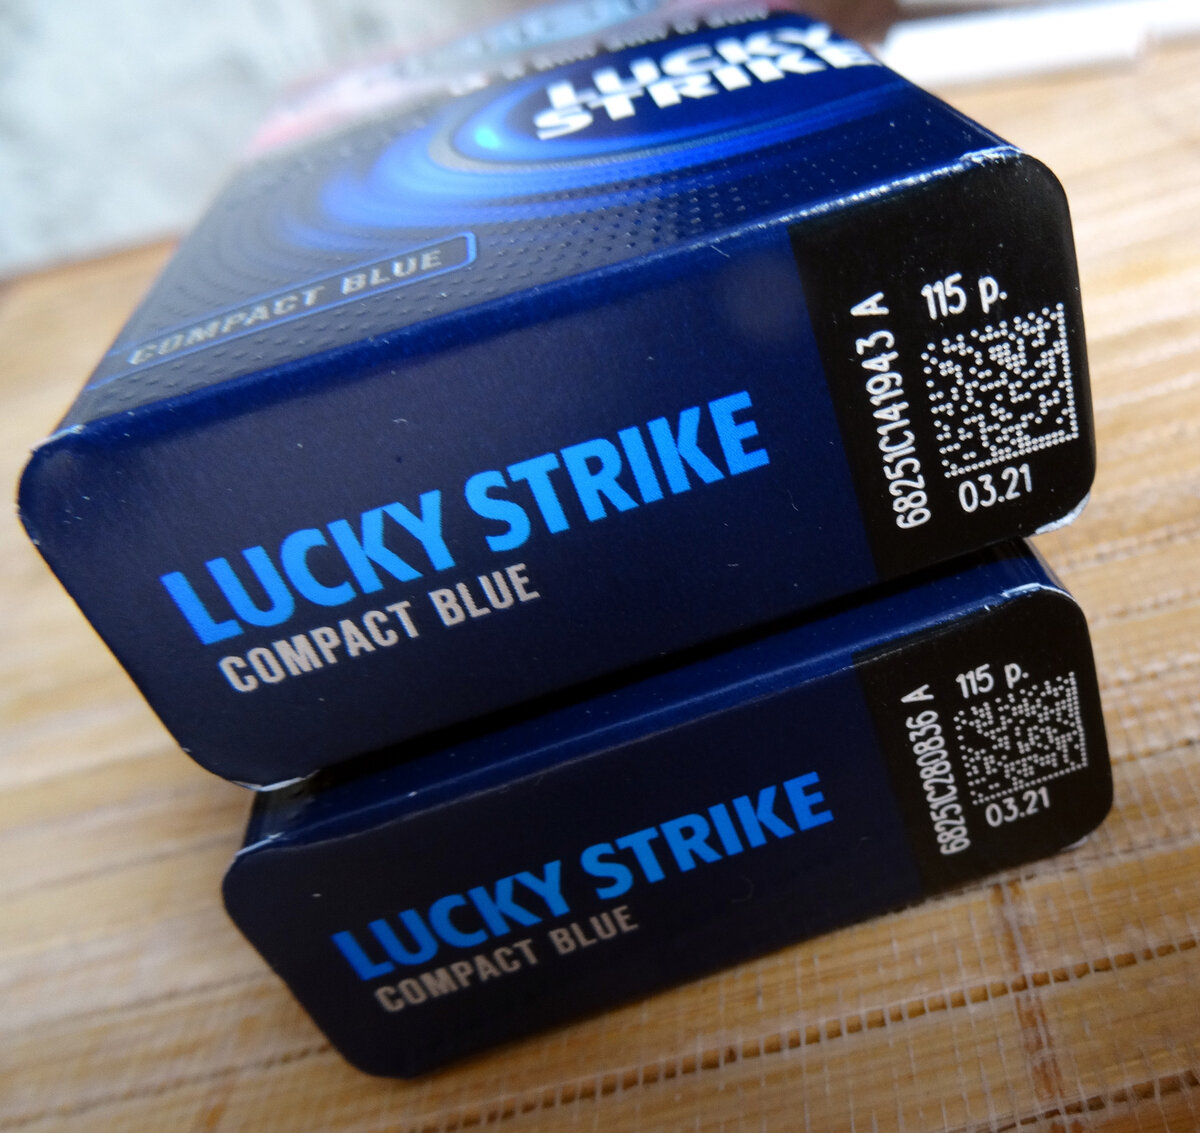 LUCKY
STRIKE
COMPACT BLUE
LUCKY STRIKE
COMPACT BLUE
68251C141943 A
115 р.
03.21
LUCKY STRIKE
COMPACT BLUE
68251C280836 A
115 р.
03.21